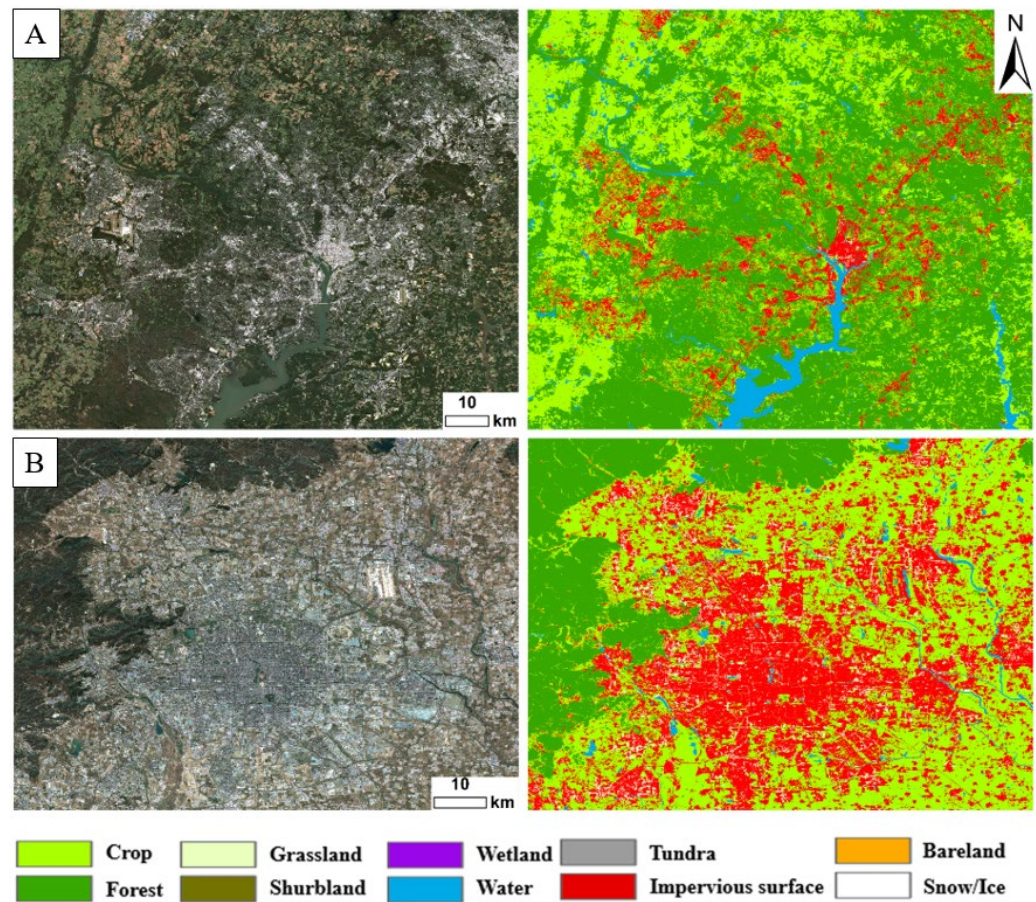 A
N
10
km
B
10
km
Crop Grassland Wetland Tundra Bareland
Forest Shurbland Water Impervious surface Snow/Ice